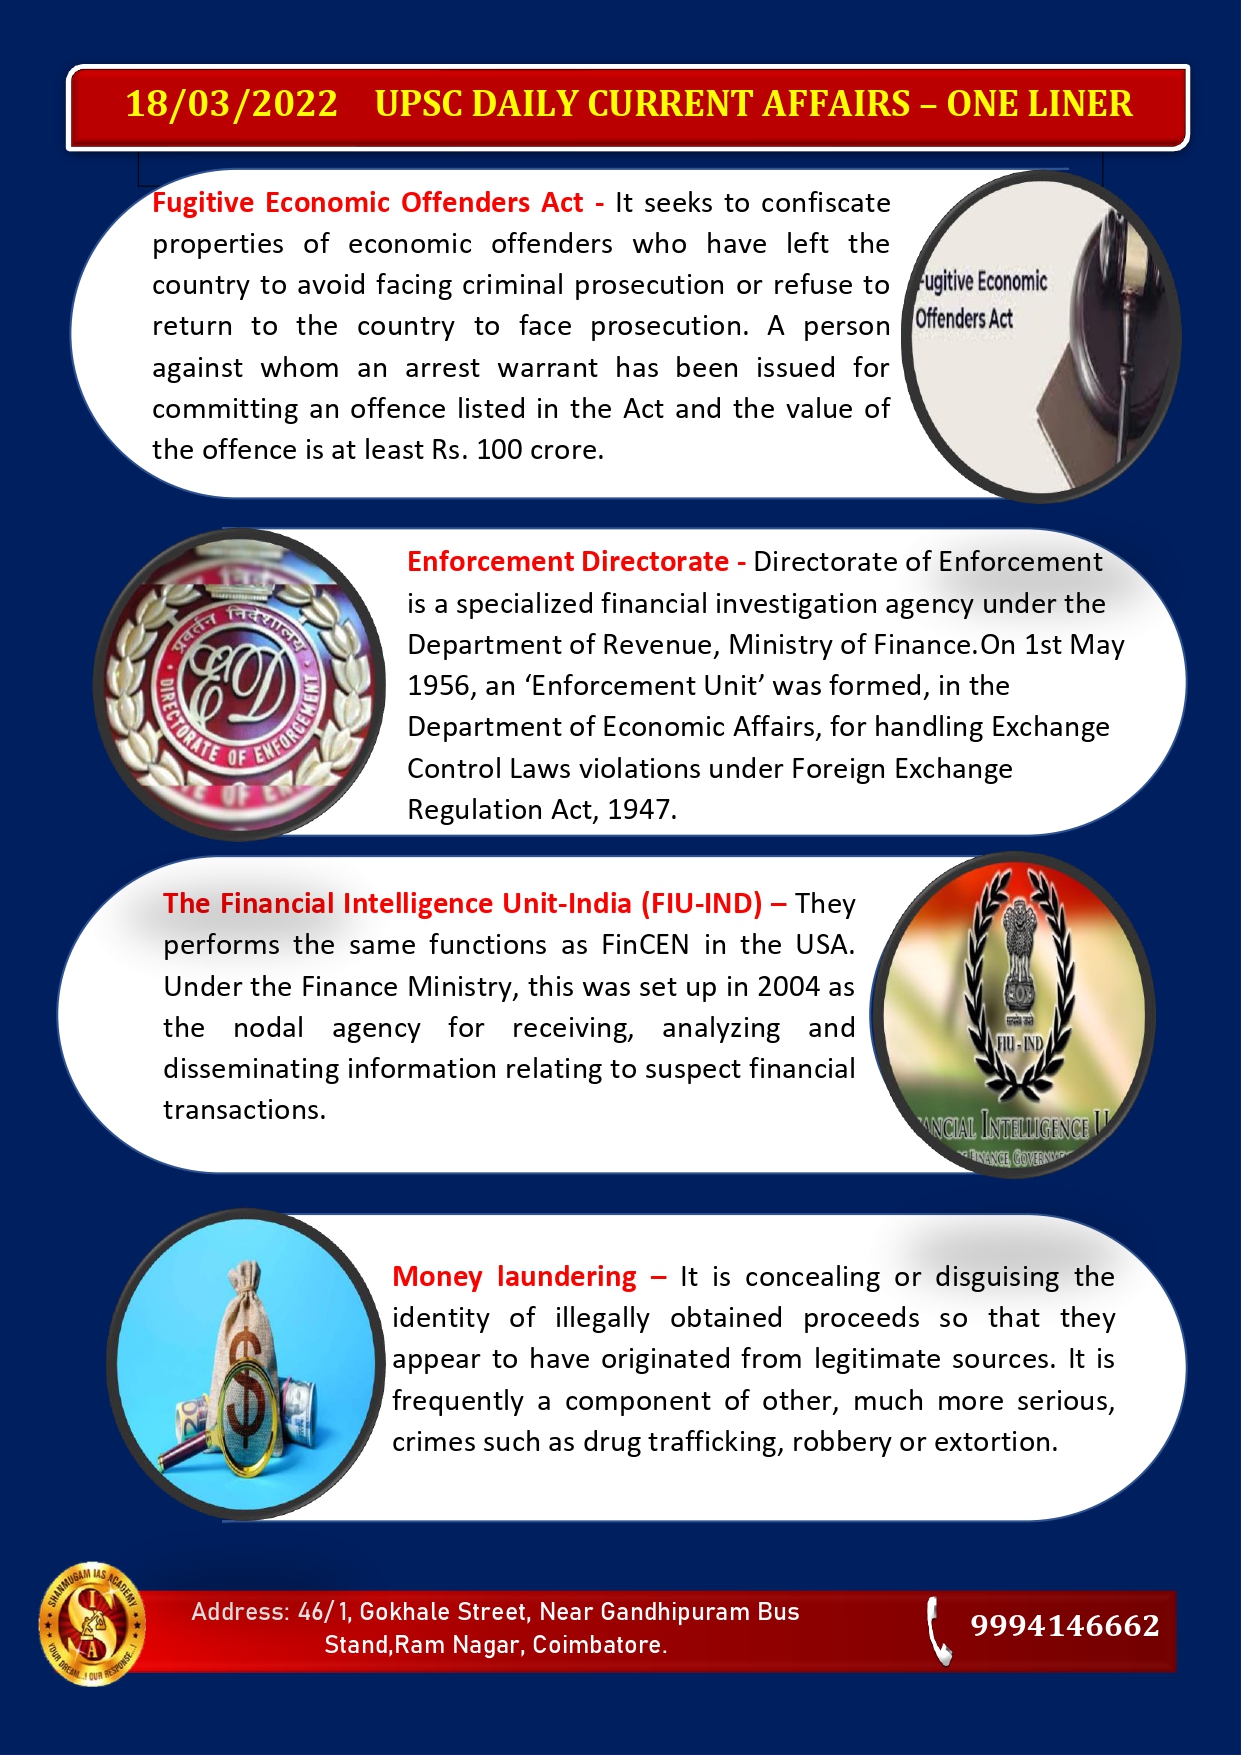 18/03/2022 UPSC DAILY CURRENT AFFAIRS – ONE LINER
Fugitive Economic Offenders Act - It seeks to confiscate
properties of economic offenders who have left the
country to avoid facing criminal prosecution or refuse to
return to the country to face prosecution. A person
against whom an arrest warrant has been issued for
committing an offence listed in the Act and the value of
the offence is at least Rs. 100 crore.
ugitive Economic
Offenders Act
Enforcement Directorate - Directorate of Enforcement
is a specialized financial investigation agency under the
Department of Revenue, Ministry of Finance.On 1st May
1956, an ‘Enforcement Unit’ was formed, in the
Department of Economic Affairs, for handling Exchange
Control Laws violations under Foreign Exchange
Regulation Act, 1947.
प्रवर्तन निदेशालय
ED
DIRECTORATE OF ENFORCEMENT
The Financial Intelligence Unit-India (FIU-IND) – They
performs the same functions as FinCEN in the USA.
Under the Finance Ministry, this was set up in 2004 as
the nodal agency for receiving, analyzing and
disseminating information relating to suspect financial
transactions.
FIU - IND
NCIAL INTELLIGENCE U
FINANCE, GOVERNM
Money laundering – It is concealing or disguising the
identity of illegally obtained proceeds so that they
appear to have originated from legitimate sources. It is
frequently a component of other, much more serious,
crimes such as drug trafficking, robbery or extortion.
$
$
20
SHANMUGAM IAS ACADEMY
YOUR DREAM...! OUR RESPONSE...!
Address: 46/1, Gokhale Street, Near Gandhipuram Bus
Stand,Ram Nagar, Coimbatore.
9994146662